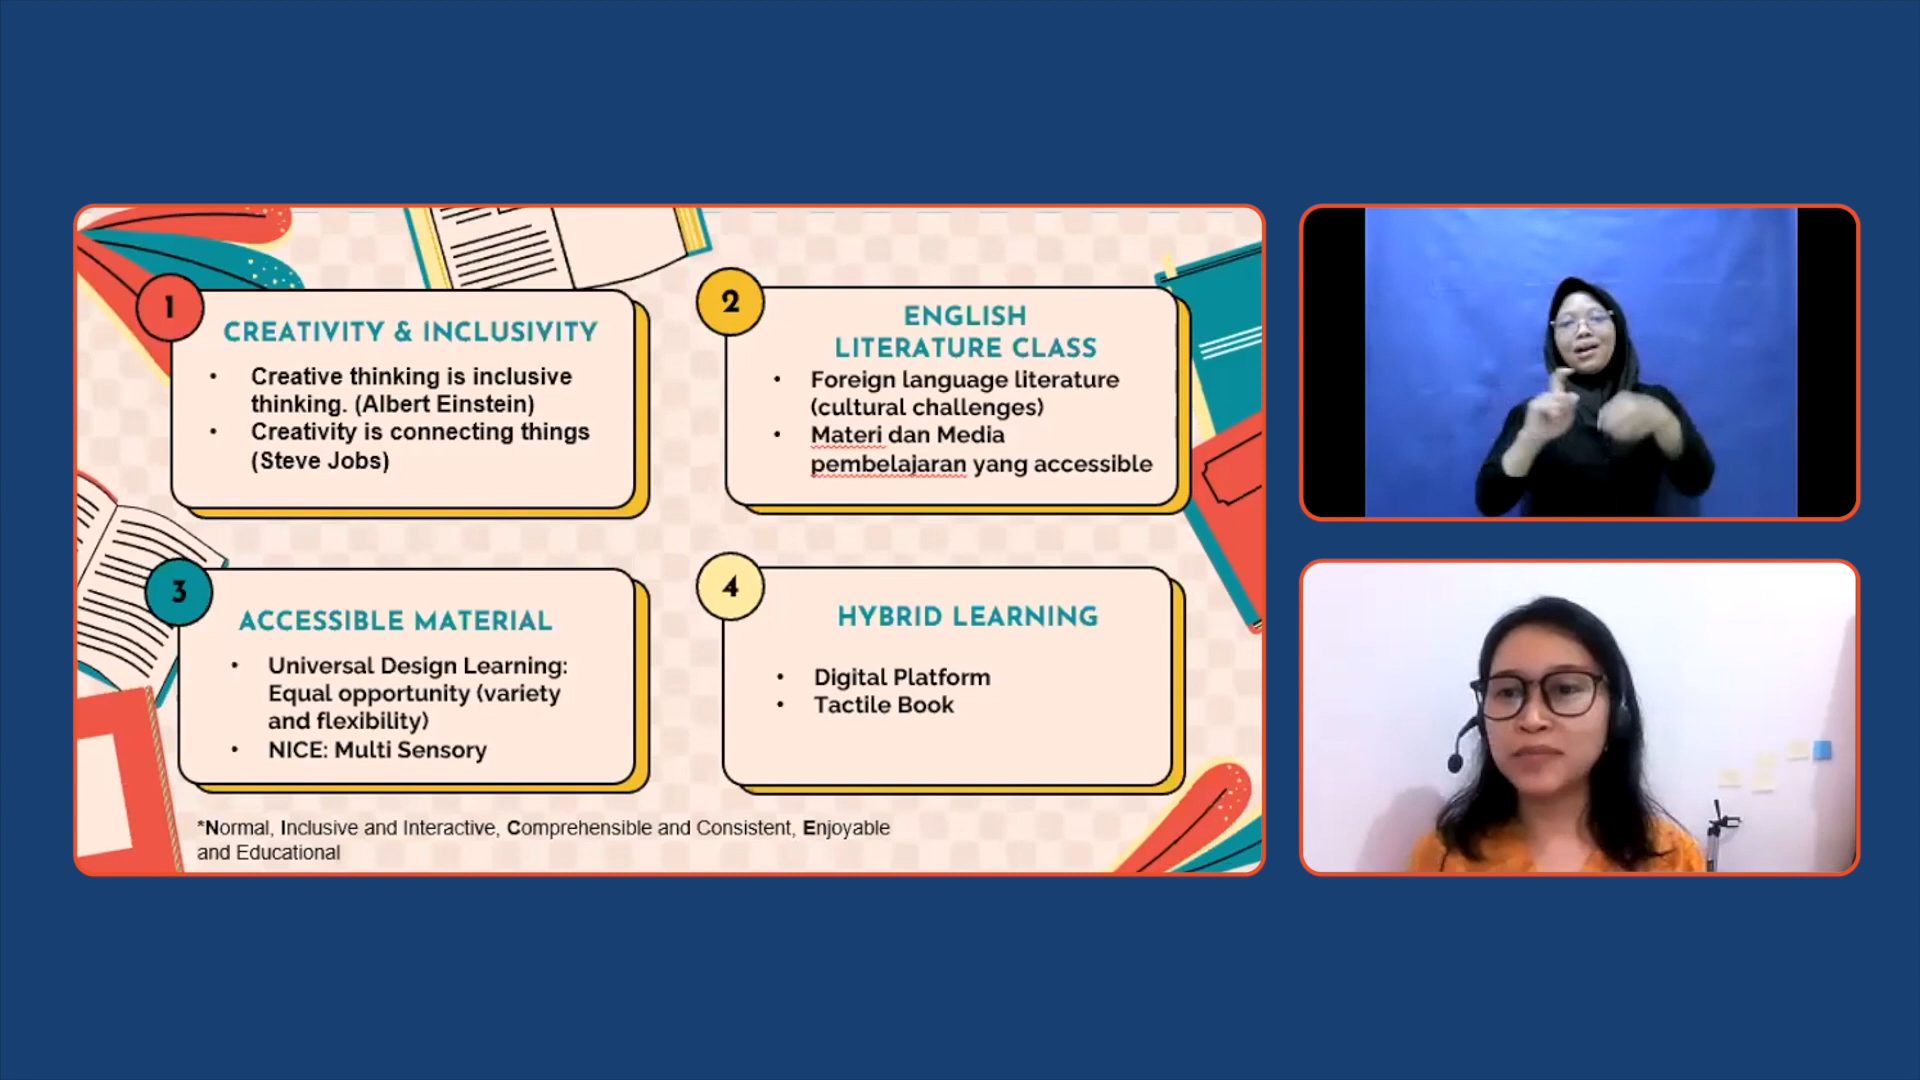 1
CREATIVITY & INCLUSIVITY
• Creative thinking is inclusive
thinking. (Albert Einstein)
• Creativity is connecting things
(Steve Jobs)
2
ENGLISH
LITERATURE CLASS
• Foreign language literature
(cultural challenges)
• Materi dan Media
pembelajaran yang accessible
3
ACCESSIBLE MATERIAL
• Universal Design Learning:
Equal opportunity (variety
and flexibility)
• NICE: Multi Sensory
4
HYBRID LEARNING
• Digital Platform
• Tactile Book
*Normal, Inclusive and Interactive, Comprehensible and Consistent, Enjoyable
and Educational